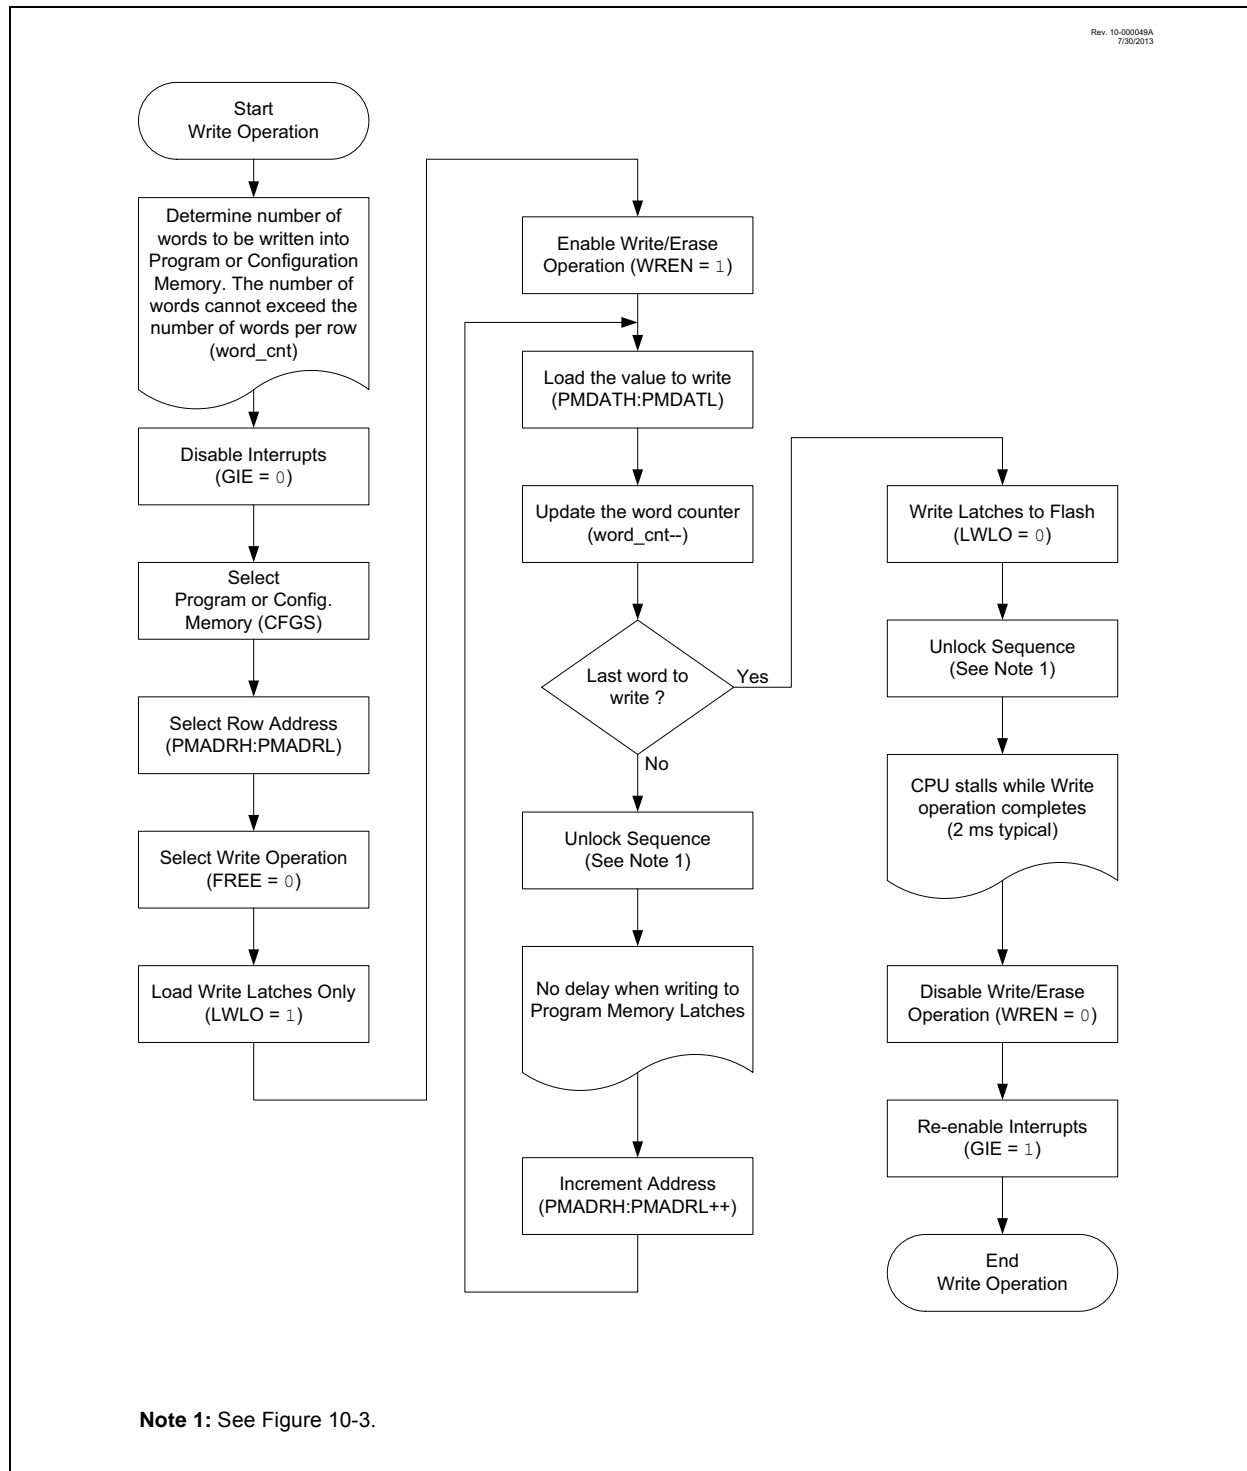 Rev. 10-000049A
7/30/2013
Start
Write Operation
Determine number of
words to be written into
Program or Configuration
Memory. The number of
words cannot exceed the
number of words per row
(word_cnt)
Disable Interrupts
(GIE = 0)
Select
Program or Config.
Memory (CFGS)
Select Row Address
(PMADRH:PMADRL)
Select Write Operation
(FREE = 0)
Load Write Latches Only
(LWLO = 1)
Enable Write/Erase
Operation (WREN = 1)
Load the value to write
(PMDATH:PMDATL)
Update the word counter
(word_cnt--)
Last word to
write ?
Yes
No
Unlock Sequence
(See Note 1)
No delay when writing to
Program Memory Latches
Increment Address
(PMADRH:PMADRL++)
Write Latches to Flash
(LWLO = 0)
Unlock Sequence
(See Note 1)
CPU stalls while Write
operation completes
(2 ms typical)
Disable Write/Erase
Operation (WREN = 0)
Re-enable Interrupts
(GIE = 1)
End
Write Operation
Note 1: See Figure 10-3.